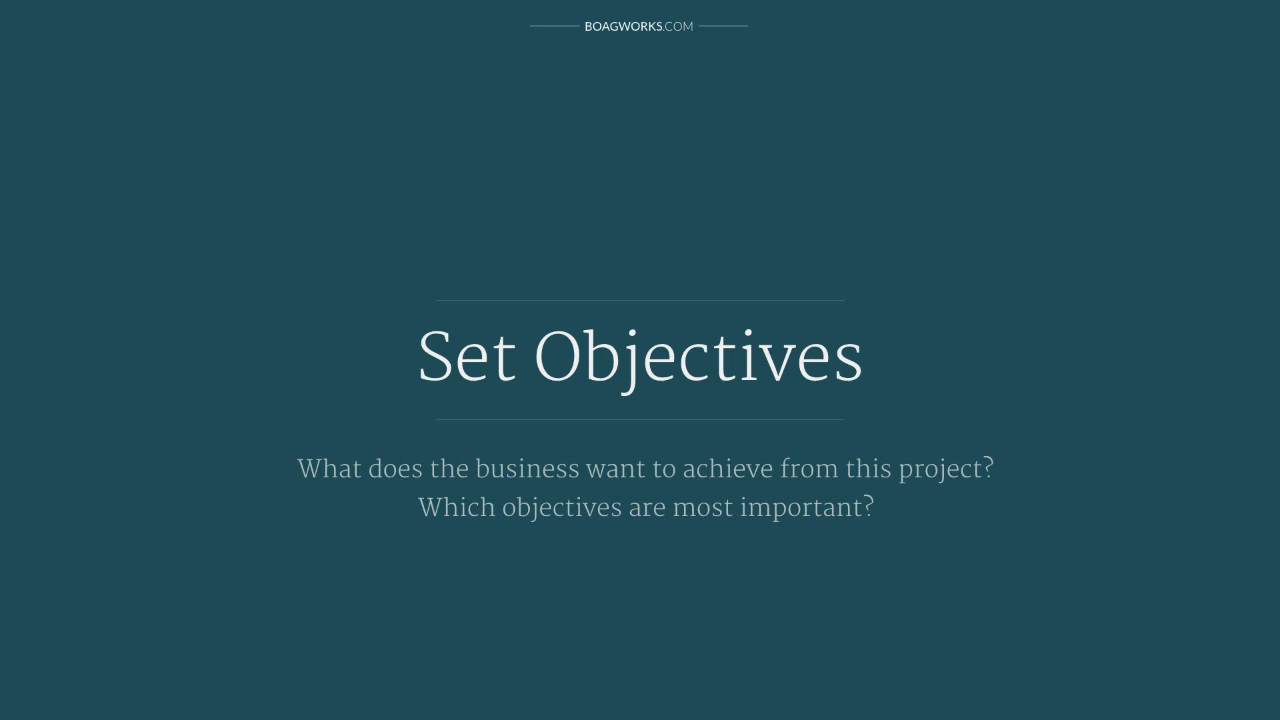 BOAGWORKS.COM
Set Objectives
What does the business want to achieve from this project?
Which objectives are most important?